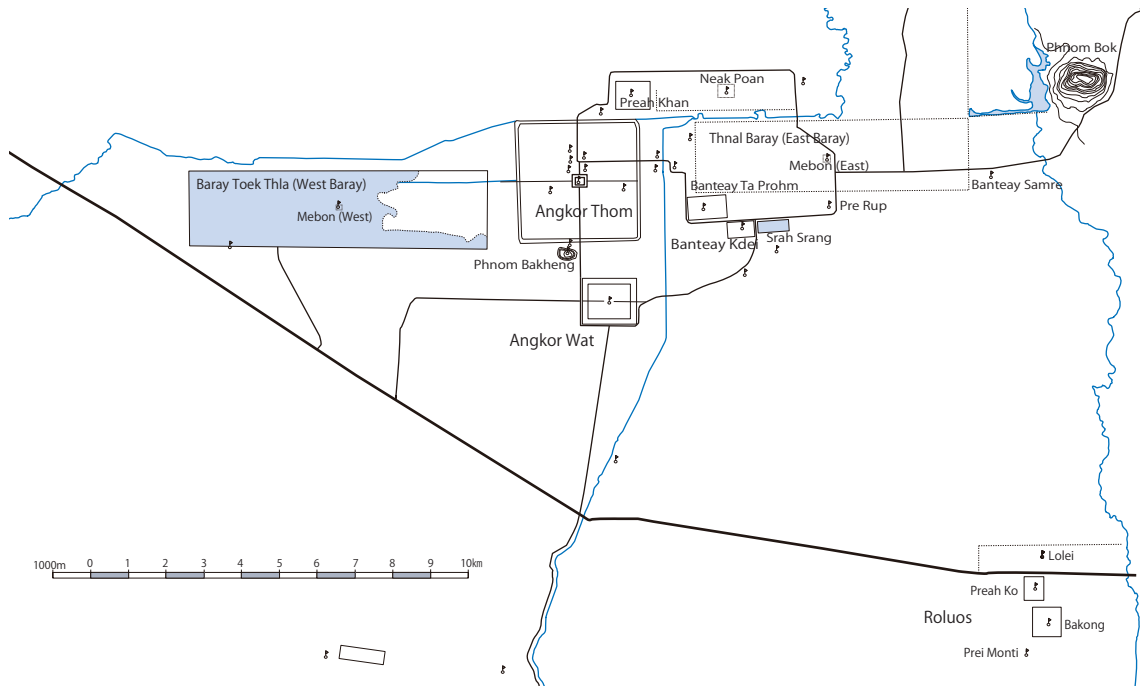 Phnom Bok
Neak Poan
Preah Khan
Thnal Baray (East Baray)
Mebon (East)
Baray Toek Thla (West Baray)
Banteay Ta Prohm
Banteay Samre
Mebon (West)
Angkor Thom
Pre Rup
Banteay Kdei
Srah Srang
Phnom Bakheng
Angkor Wat
1000m 0 1 2 3 4 5 6 7 8 9 10km
Lolei
Preah Ko
Roluos
Bakong
Prei Monti